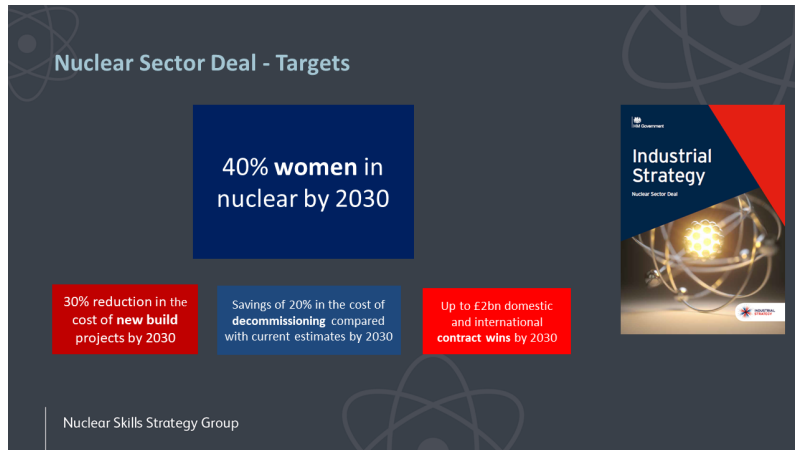 Nuclear Sector Deal - Targets
40% women in
nuclear by 2030
HM Government
Industrial
Strategy
Nuclear Sector Deal
30% reduction in the
cost of new build
projects by 2030
Savings of 20% in the cost of
decommissioning compared
with current estimates by 2030
Up to £2bn domestic
and international
contract wins by 2030
INDUSTRIAL
STRATEGY
Nuclear Skills Strategy Group